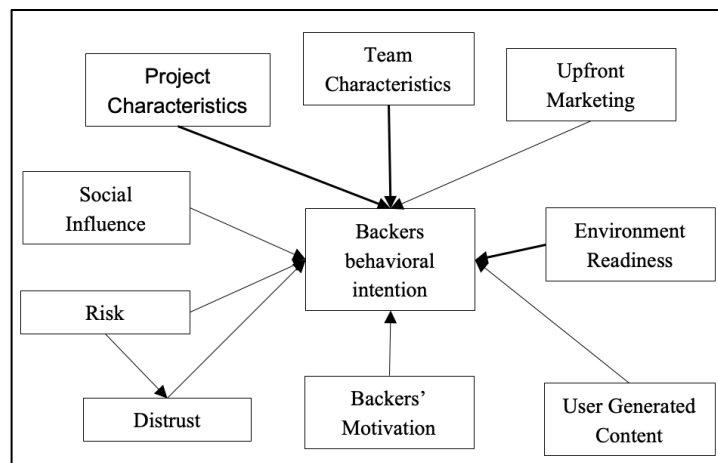 Project
Characteristics
Team
Characteristics
Upfront
Marketing
Social
Influence
Backers
behavioral
intention
Environment
Readiness
Risk
Distrust
Backers’
Motivation
User Generated
Content